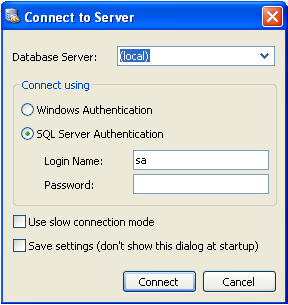 Connect to Server
Database Server: (local)
Connect using
Windows Authentication
SQL Server Authentication
Login Name: sa
Password:
Use slow connection mode
Save settings (don't show this dialog at startup)
Connect Cancel